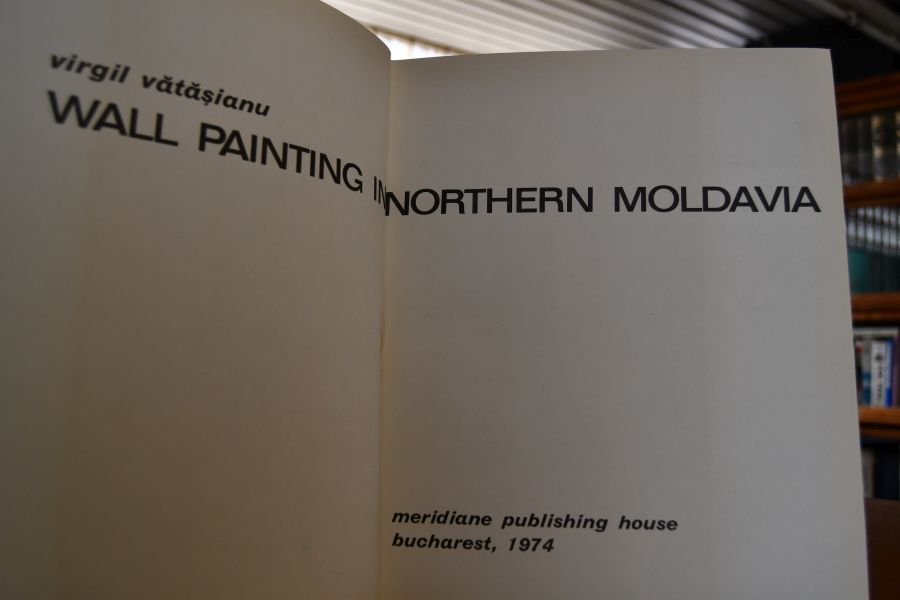 virgil vătăşianu
WALL PAINTING IN NORTHERN MOLDAVIA
meridiane publishing house
bucharest, 1974